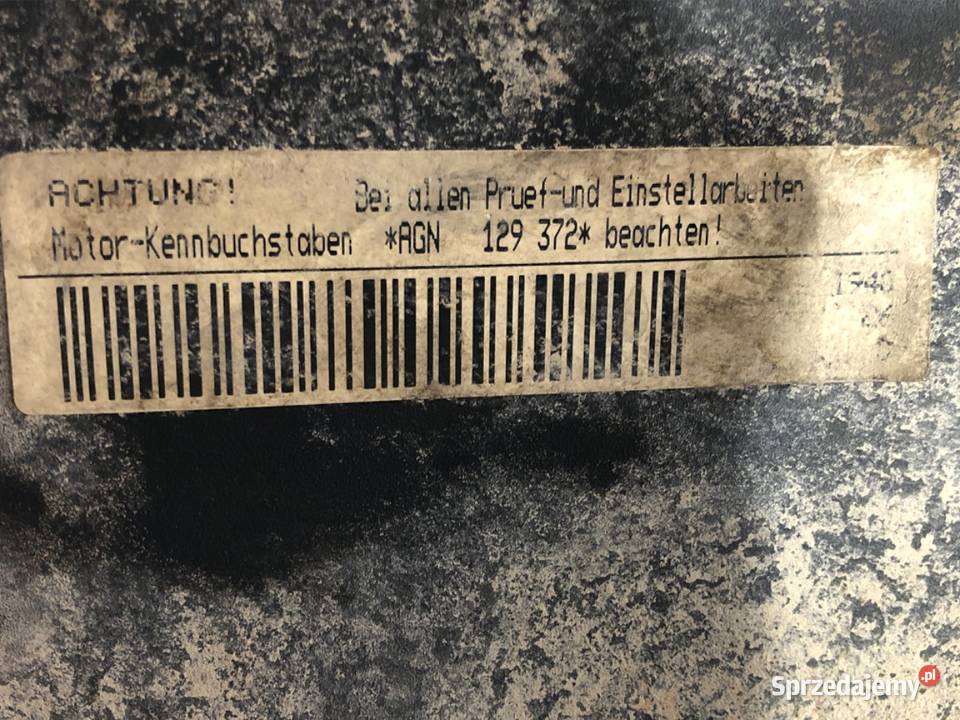 ACHTUNG! Bei allen Pruef-und Einstellarbeiten
Motor-Kennbuchstaben *AGN 129 372* beachten!
Sprzedajemy.pl